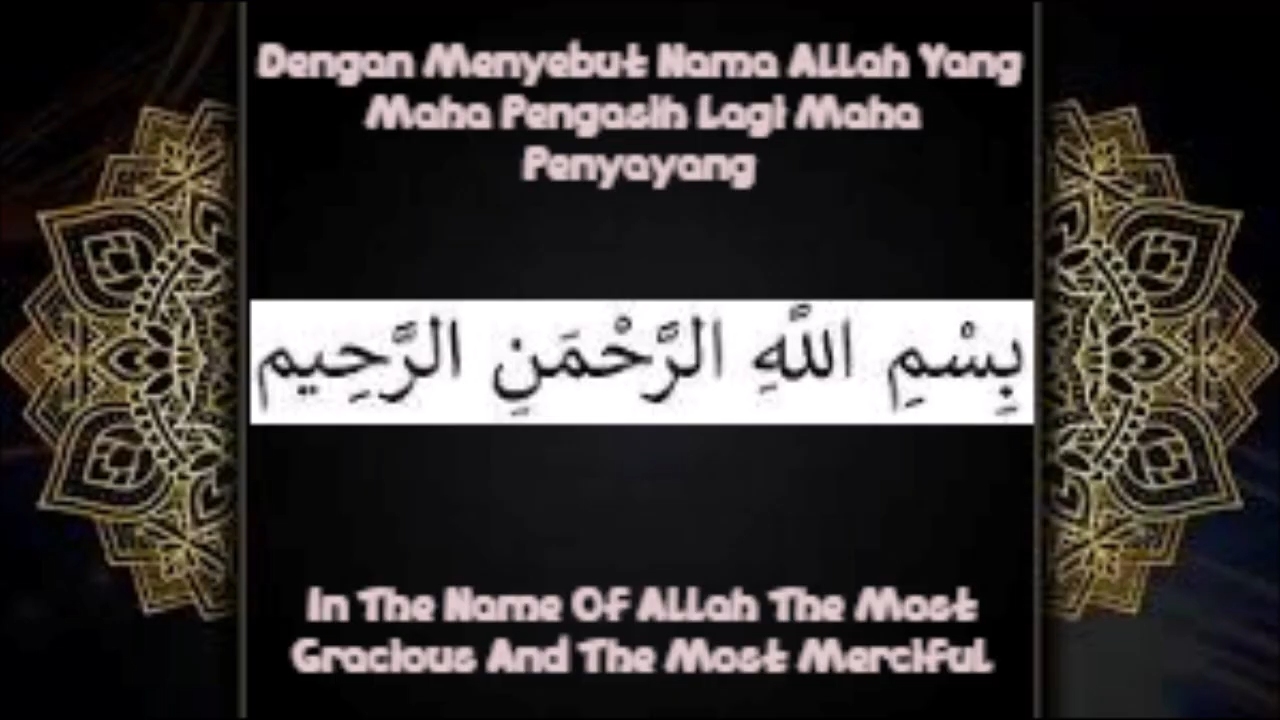 Dengan Menyebut Nama ALLah Yang
Maha Pengasih Lagi Maha
Penyayang
بِسْمِ اللَّهِ الرَّحْمَنِ الرَّحِيم
In The Name OF ALLah The Most
Gracious And The Most MerciFuL